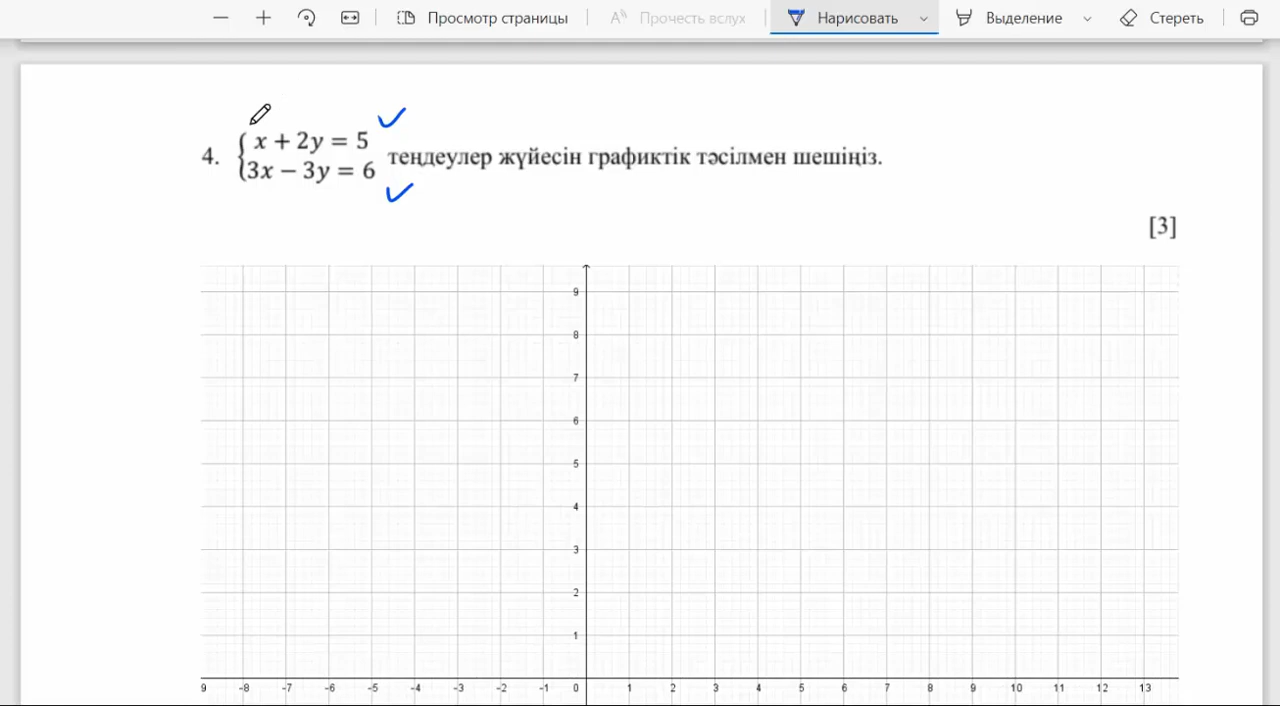 Просмотр страницы Прочесть вслух Нарисовать Выделение Стереть
4. { x + 2y = 5
3x − 3y = 6 теңдеулер жүйесін графиктік тәсілмен шешіңіз.
[3]
9
8
7
6
5
4
3
2
1
9 -8 -7 -6 -5 -4 -3 -2 -1 0 1 2 3 4 5 6 7 8 9 10 11 12 13